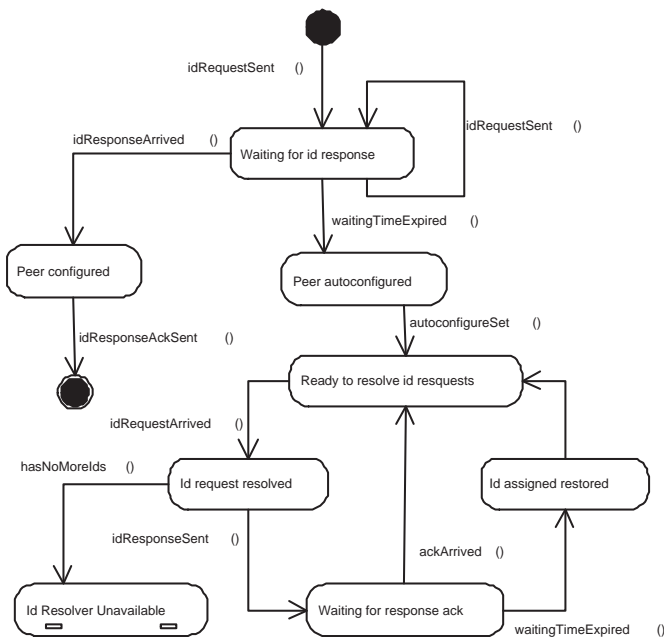 idRequestSent ()
idRequestSent ()
idResponseArrived ()
Waiting for id response
waitingTimeExpired ()
Peer configured
Peer autoconfigured
autoconfigureSet ()
idResponseAckSent ()
Ready to resolve id resquests
idRequestArrived ()
hasNoMoreIds ()
Id request resolved
Id assigned restored
idResponseSent ()
ackArrived ()
Id Resolver Unavailable
Waiting for response ack
waitingTimeExpired ()